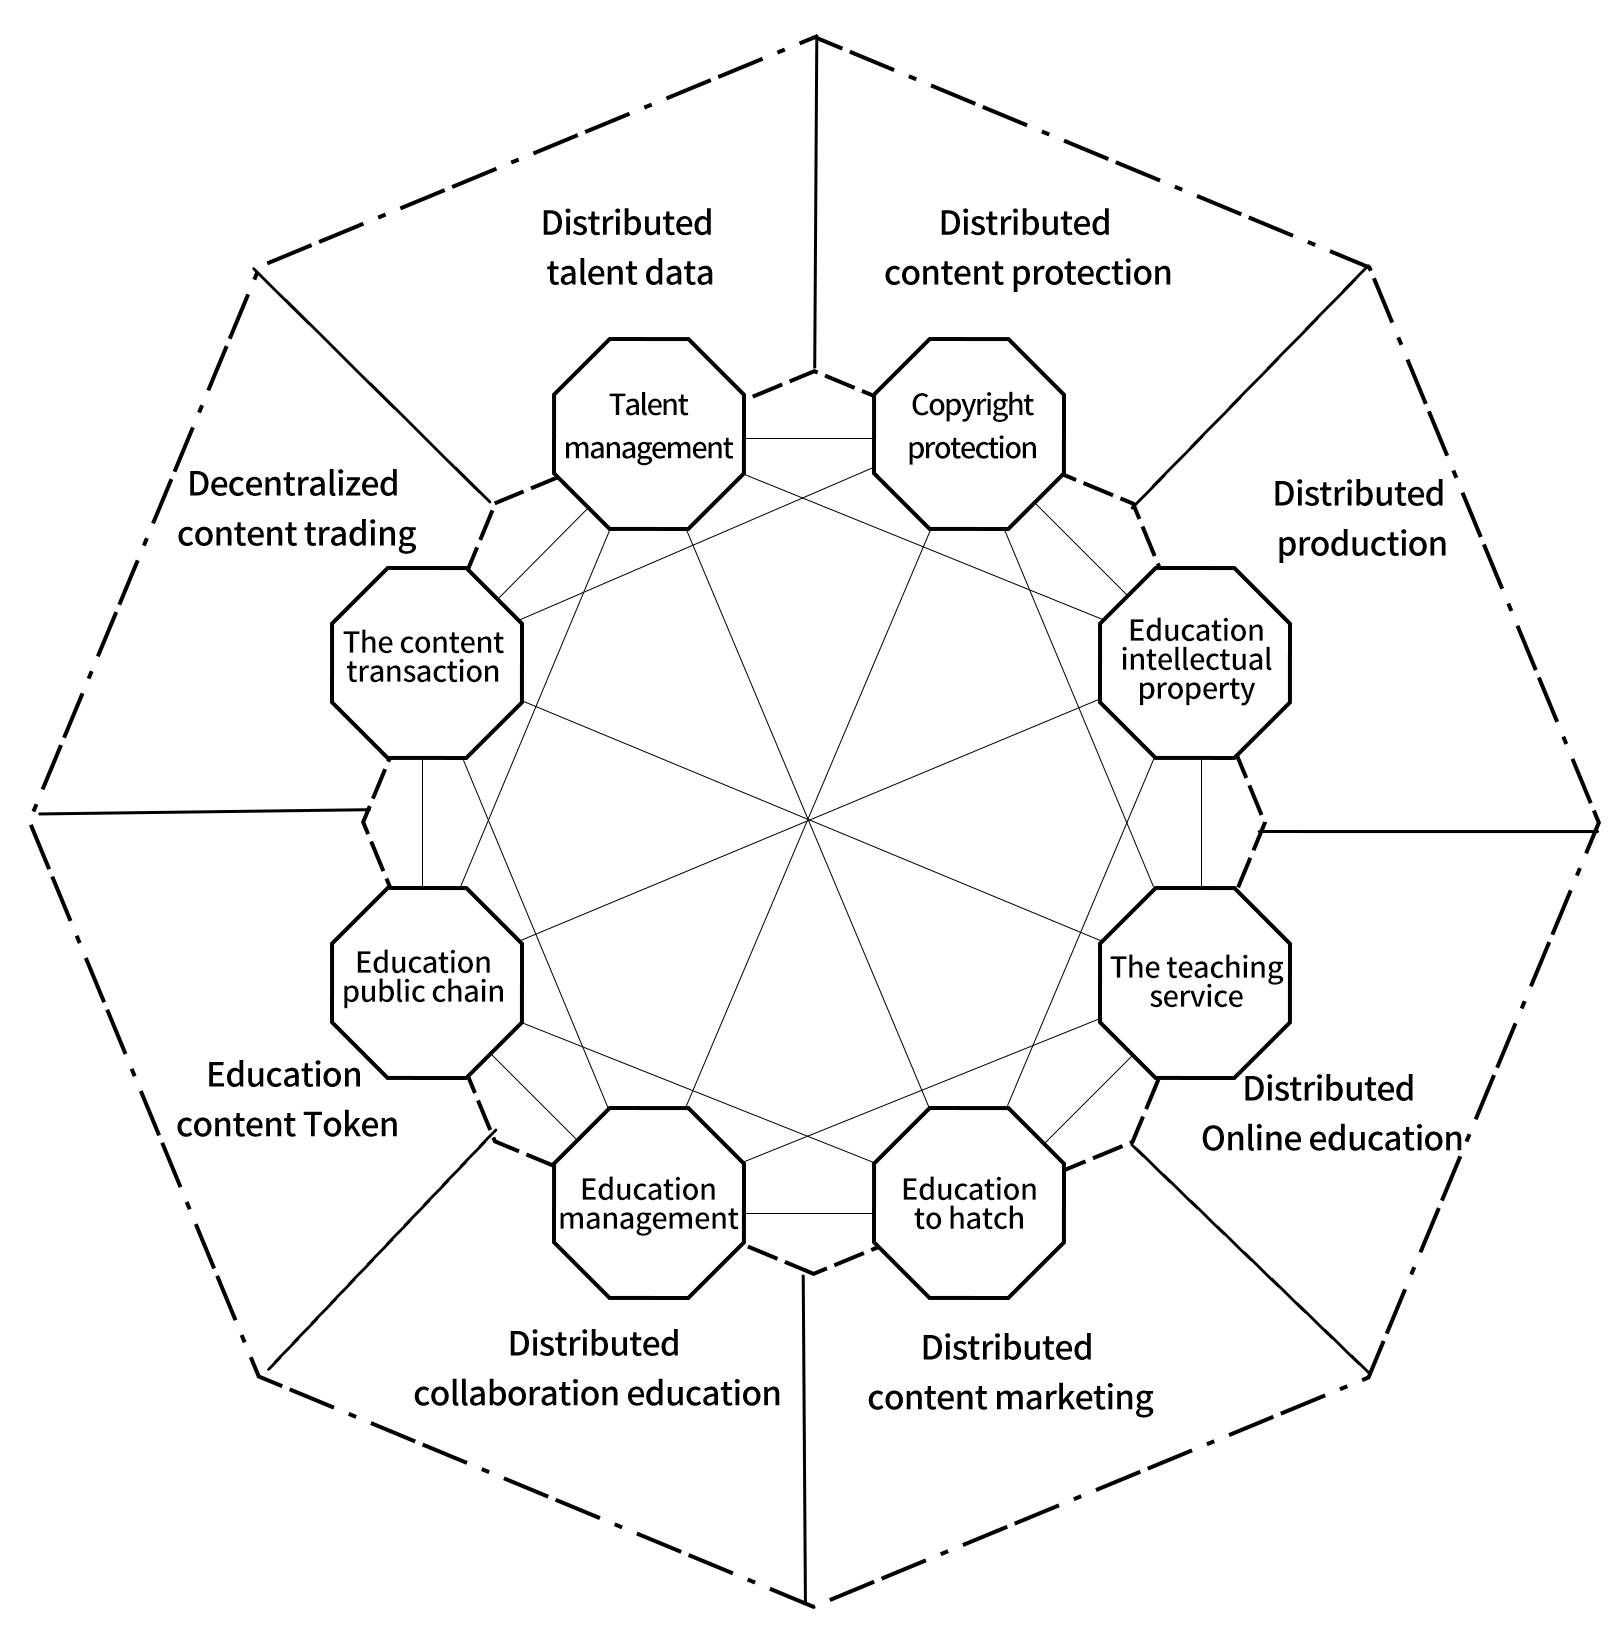 Distributed
talent data
Distributed
content protection
Talent
management
Copyright
protection
Decentralized
content trading
Distributed
production
The content
transaction
Education
intellectual
property
Education
public chain
The teaching
service
Education
content Token
Distributed
Online education
Education
management
Education
to hatch
Distributed
collaboration education
Distributed
content marketing